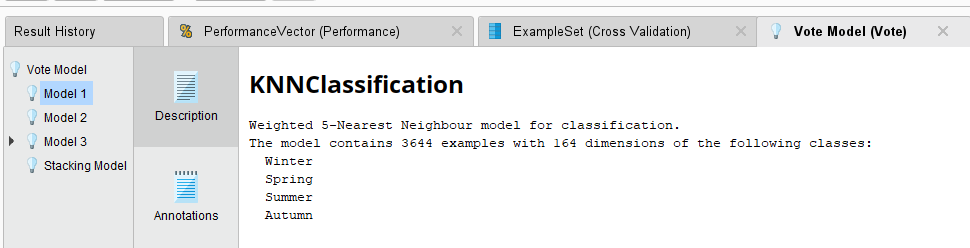 Result History
PerformanceVector (Performance)
ExampleSet (Cross Validation)
Vote Model (Vote)
Vote Model
Model 1
Model 2
Model 3
Stacking Model
Description
Annotations
KNNClassification
Weighted 5-Nearest Neighbour model for classification.
The model contains 3644 examples with 164 dimensions of the following classes:
Winter
Spring
Summer
Autumn